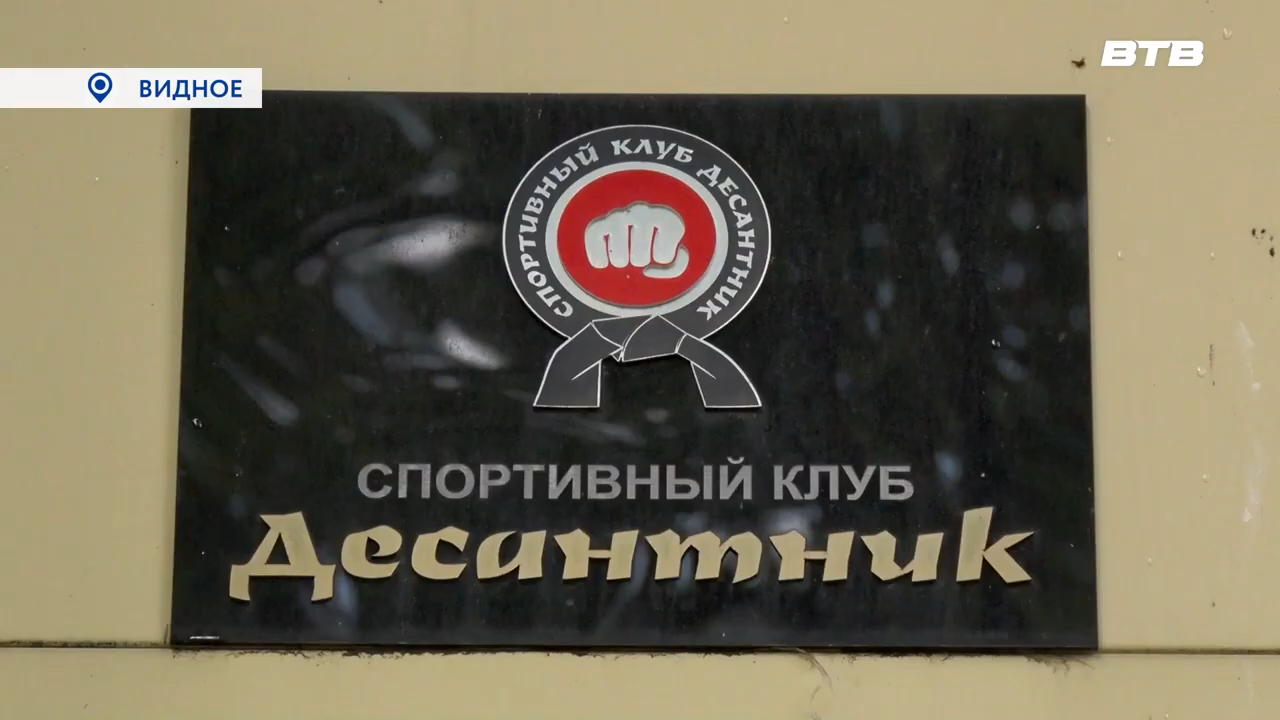 ВТВ
ВИДНОЕ
СПОРТИВНЫЙ КЛУБ ДЕСАНТНИК
СПОРТИВНЫЙ КЛУБ
Десантник